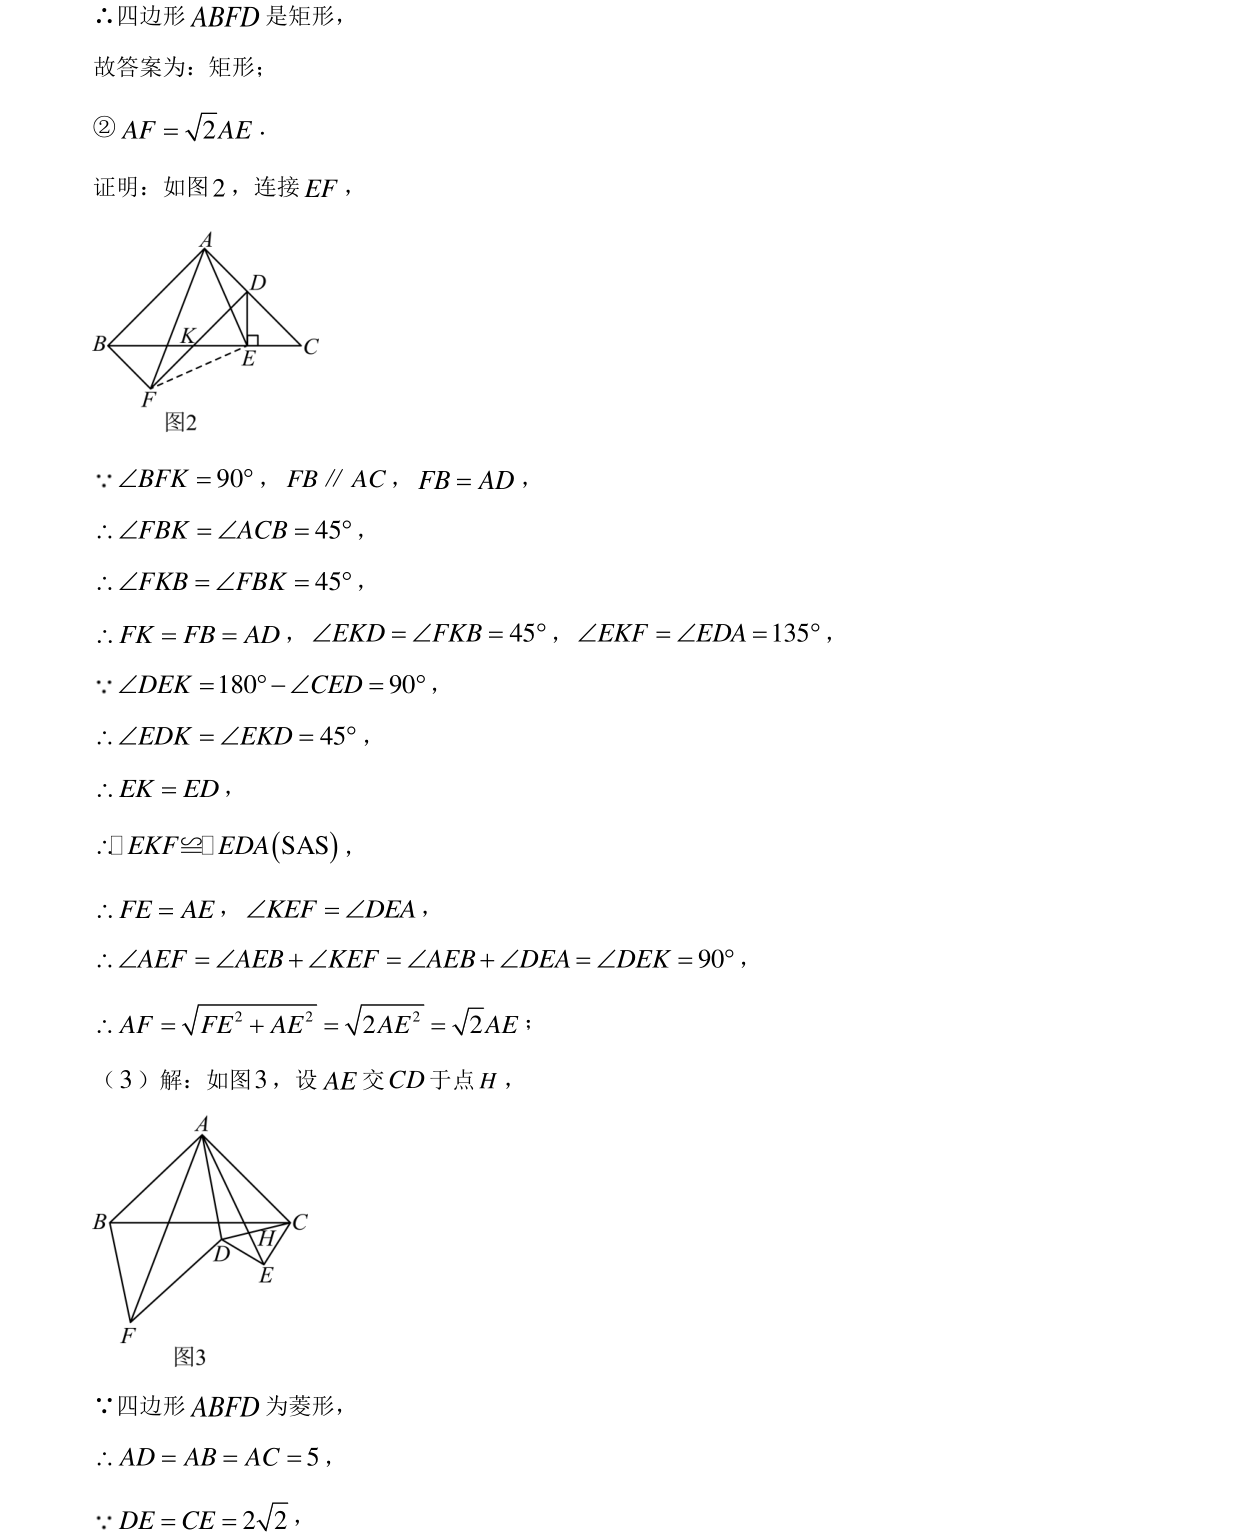 ∴四边形ABFD是矩形，
故答案为：矩形；
②AF=√2AE．
证明：如图2，连接EF，
A
D
B
K
E
C
F
图2
∵∠BFK=90°，FB∥AC，FB=AD，
∴∠FBK=∠ACB=45°，
∴∠FKB=∠FBK=45°，
∴FK=FB=AD，∠EKD=∠FKB=45°，∠EKF=∠EDA=135°，
∵∠DEK=180°−∠CED=90°，
∴∠EDK=∠EKD=45°，
∴EK=ED，
∴□EKF≌□EDA(SAS)，
∴FE=AE，∠KEF=∠DEA，
∴∠AEF=∠AEB+∠KEF=∠AEB+∠DEA=∠DEK=90°，
∴AF=√(FE²+AE²)=√(2AE²)=√2AE；
（3）解：如图3，设AE交CD于点H，
A
B
C
H
D
E
F
图3
∵四边形ABFD为菱形，
∴AD=AB=AC=5，
∵DE=CE=2√2，